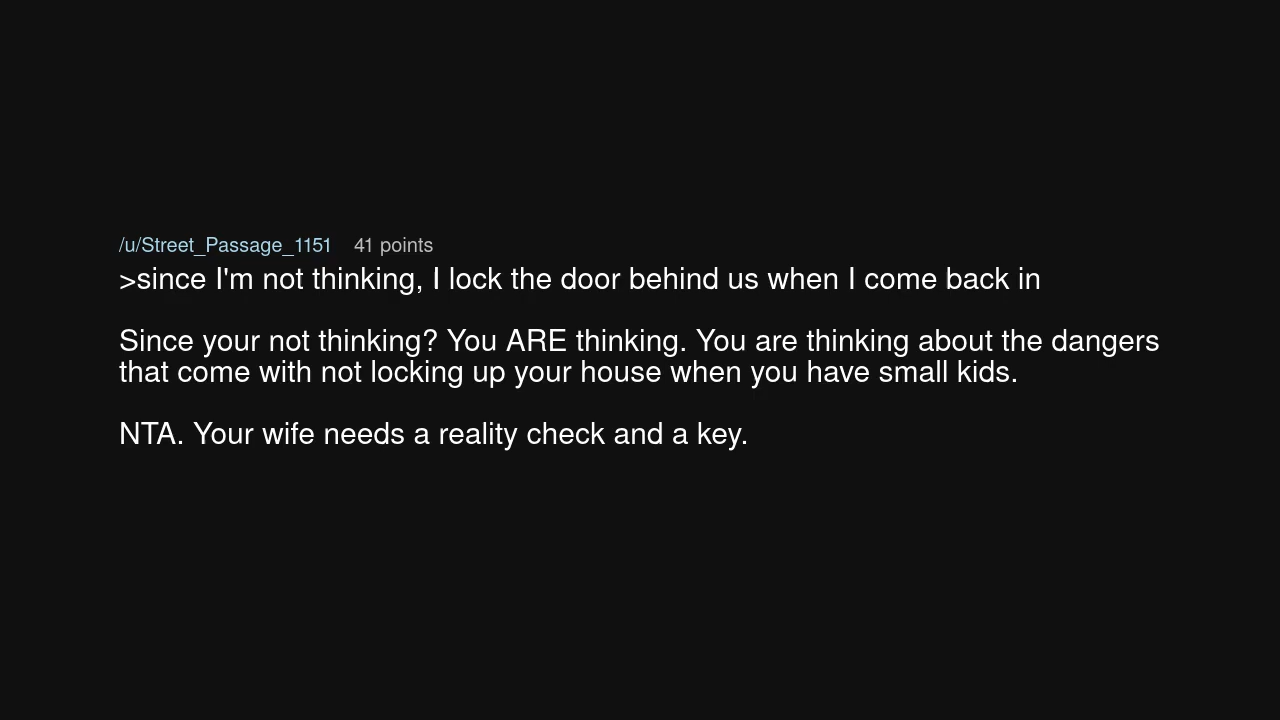 /u/Street_Passage_1151 41 points
>since I'm not thinking, I lock the door behind us when I come back in
Since your not thinking? You ARE thinking. You are thinking about the dangers
that come with not locking up your house when you have small kids.
NTA. Your wife needs a reality check and a key.